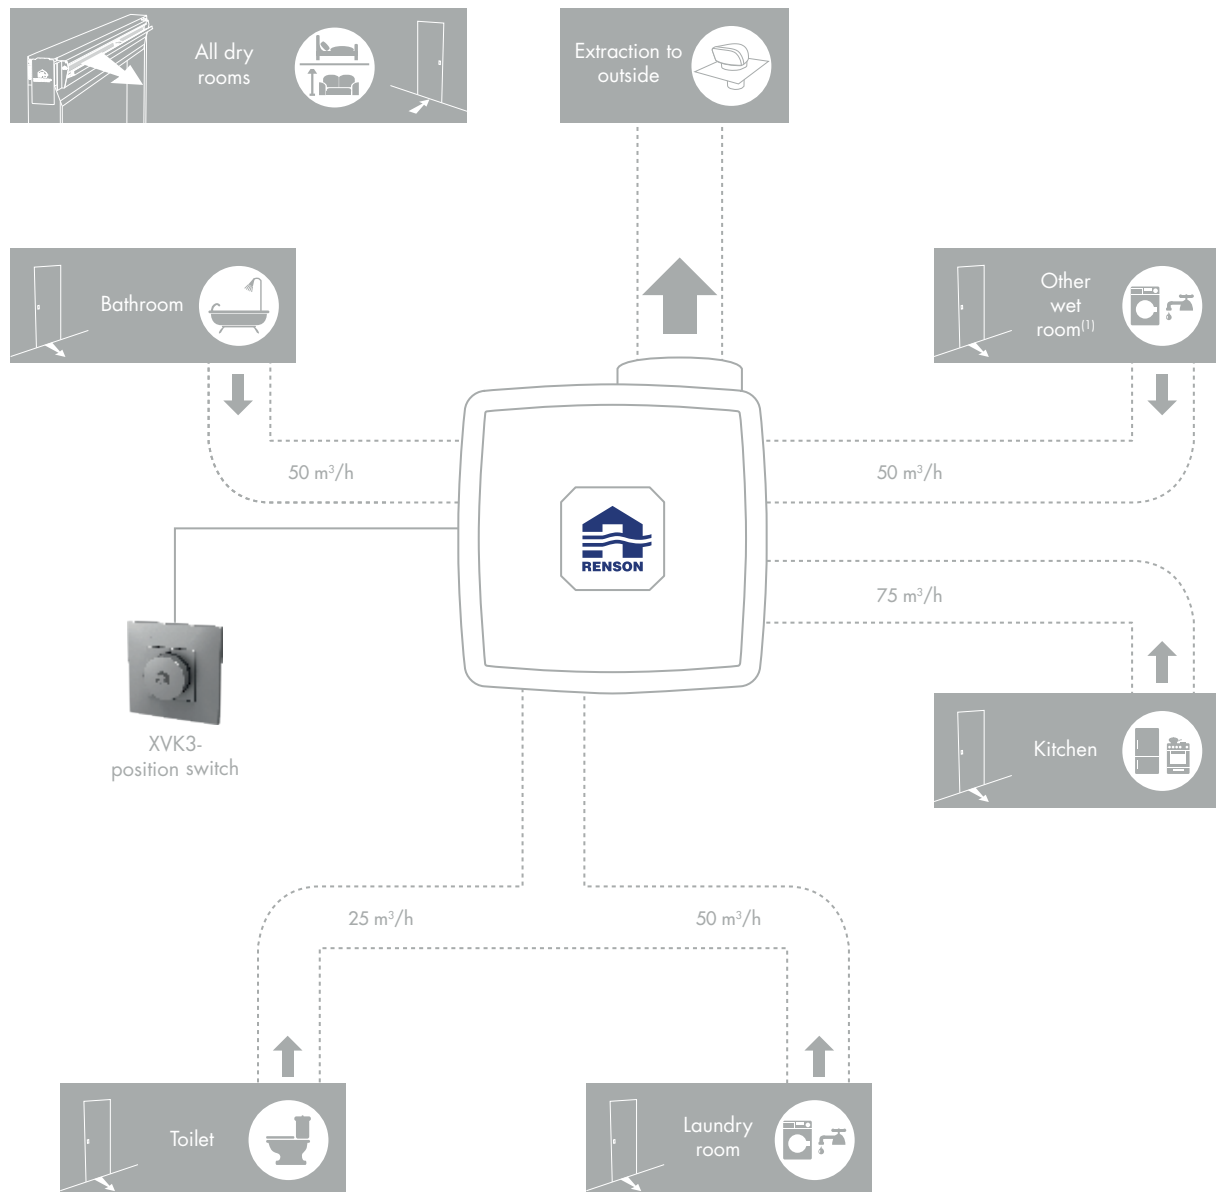 All dry
rooms
Extraction to
outside
Bathroom
Other
wet
room(1)
50 m³/h
50 m³/h
RENSON
75 m³/h
XVK3-
position switch
Kitchen
25 m³/h
50 m³/h
Toilet
Laundry
room